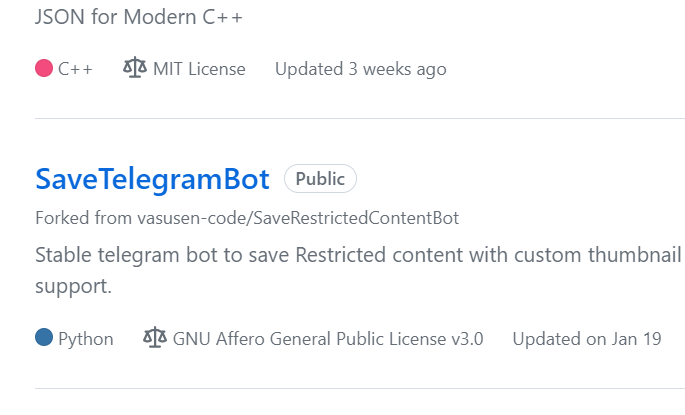 JSON for Modern C++
C++ MIT License Updated 3 weeks ago
SaveTelegramBot Public
Forked from vasusen-code/SaveRestrictedContentBot
Stable telegram bot to save Restricted content with custom thumbnail
support.
Python GNU Affero General Public License v3.0 Updated on Jan 19